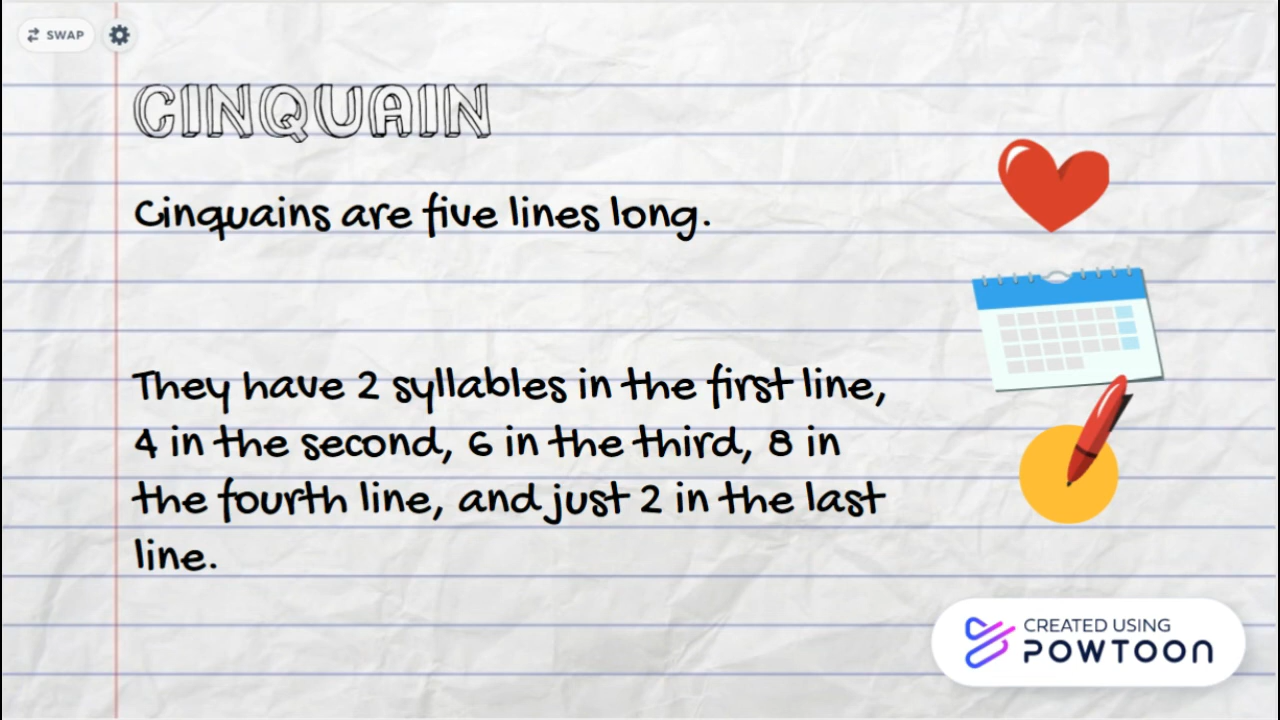 SWAP
CINQUAIN
Cinquains are five lines long.
They have 2 syllables in the first line,
4 in the second, 6 in the third, 8 in
the fourth line, and just 2 in the last
line.
CREATED USING
POWTOON